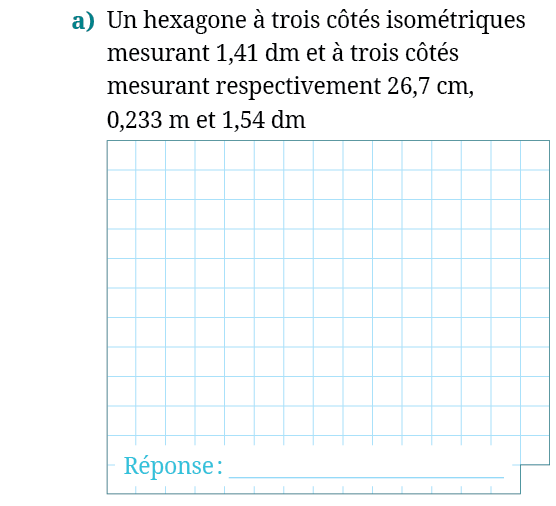 a) Un hexagone à trois côtés isométriques
mesurant 1,41 dm et à trois côtés
mesurant respectivement 26,7 cm,
0,233 m et 1,54 dm
Réponse :